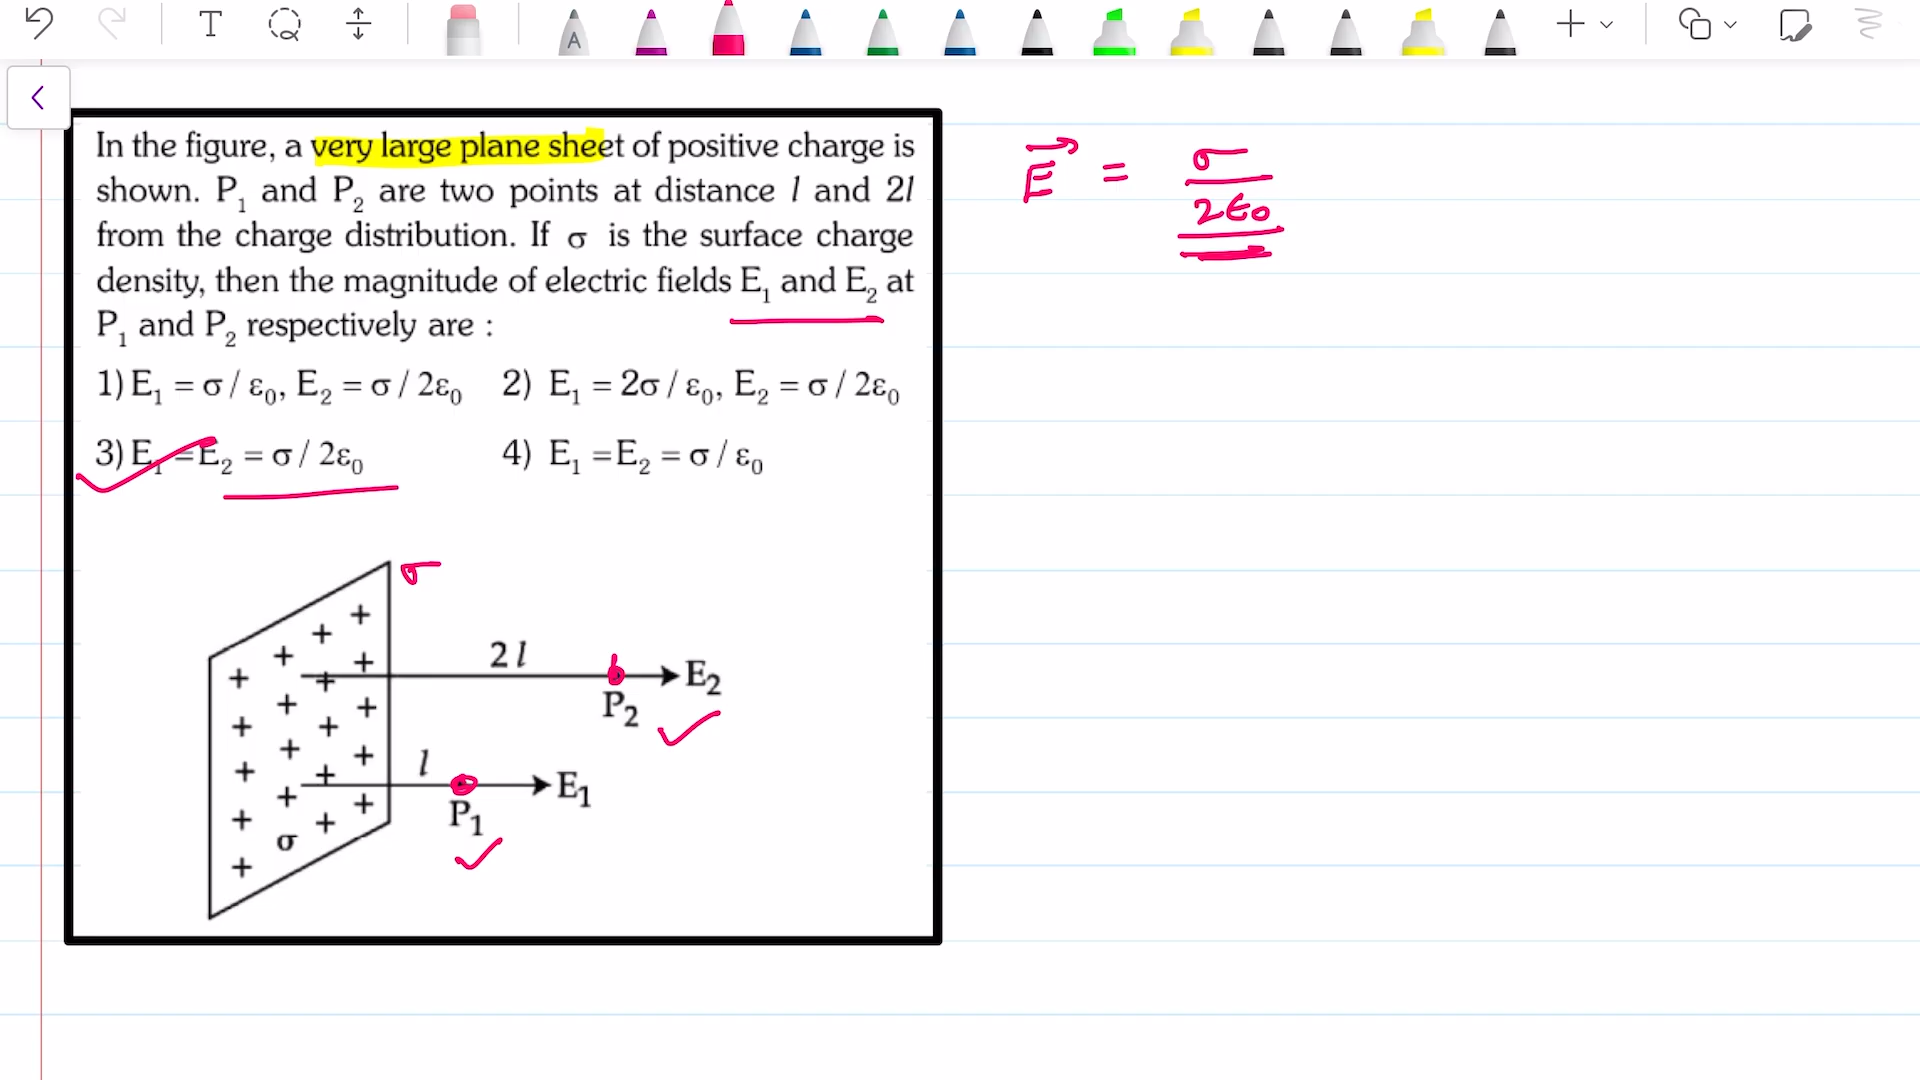 T
A
In the figure, a very large plane sheet of positive charge is
shown. P₁ and P₂ are two points at distance l and 2l
from the charge distribution. If σ is the surface charge
density, then the magnitude of electric fields E₁ and E₂ at
P₁ and P₂ respectively are :
1) E₁ = σ / ε₀, E₂ = σ / 2ε₀ 2) E₁ = 2σ / ε₀, E₂ = σ / 2ε₀
3) E₁ =E₂ = σ / 2ε₀ 4) E₁ =E₂ = σ / ε₀
σ
2l
E₂
P₂
l
E₁
P₁
σ
E⃗ = σ / 2ε₀